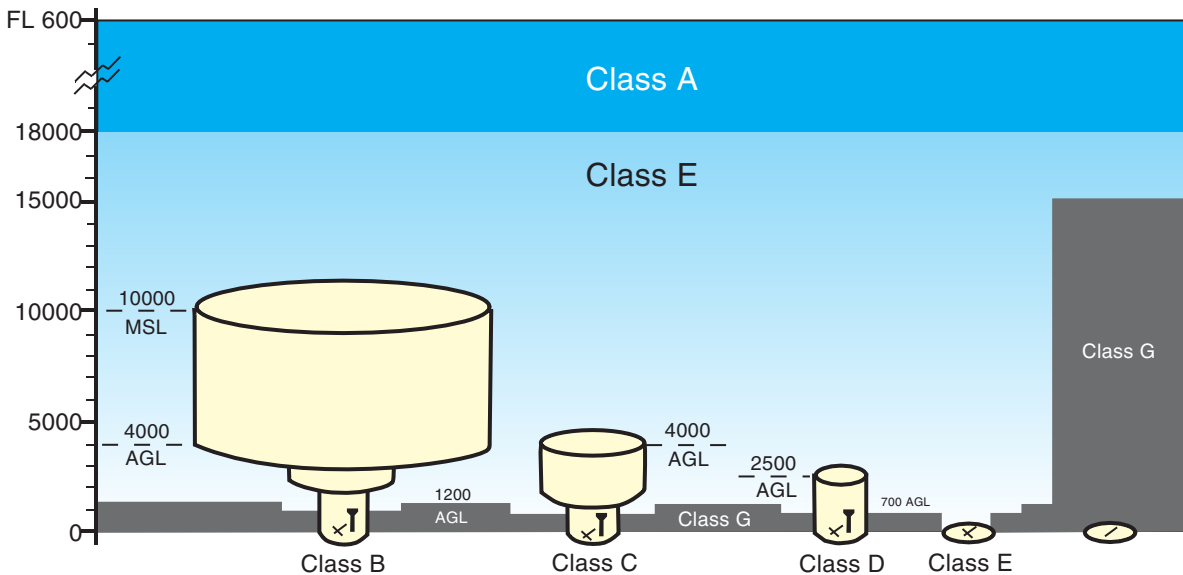 FL 600
Class A
18000
Class E
15000
10000
MSL
10000
Class G
5000
4000
AGL
4000
AGL
2500
AGL
1200
AGL
Class G
700 AGL
0
Class B
Class C
Class D
Class E